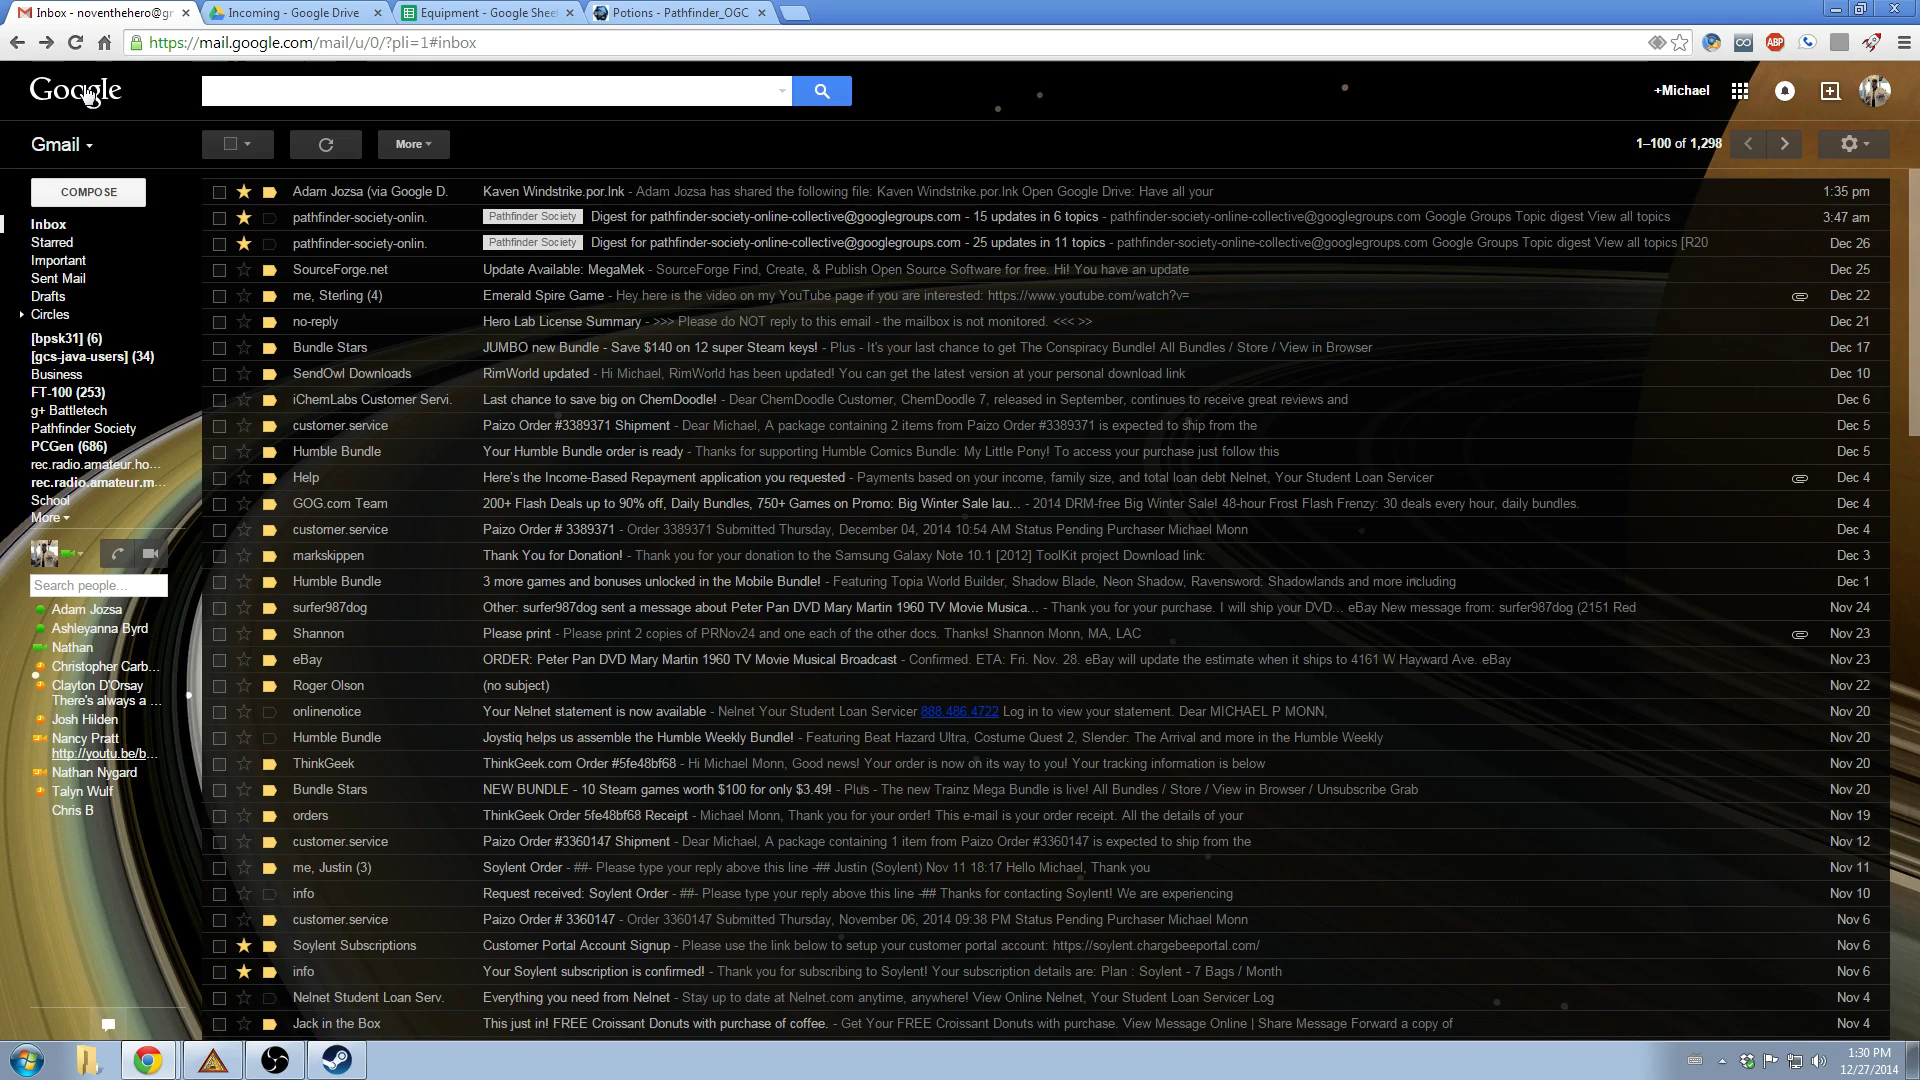 Inbox - noventhehero@gr
Incoming - Google Drive
Equipment - Google Shee
Potions - Pathfinder_OGC
https://mail.google.com/mail/u/0/?pli=1#inbox
ABP
Google
+Michael
Gmail
More
1–100 of 1,298
COMPOSE
Inbox
Starred
Important
Sent Mail
Drafts
Circles
[bpsk31] (6)
[gcs-java-users] (34)
Business
FT-100 (253)
g+ Battletech
Pathfinder Society
PCGen (686)
rec.radio.amateur.ho...
rec.radio.amateur.m...
School
More
Search people...
Adam Jozsa
Ashleyanna Byrd
Nathan
Christopher Carb...
Clayton D'Orsay
There's always a ...
Josh Hilden
Nancy Pratt
http://youtu.be/b...
Nathan Nygard
Talyn Wulf
Chris B
Adam Jozsa (via Google D. Kaven Windstrike.por.lnk - Adam Jozsa has shared the following file: Kaven Windstrike.por.lnk Open Google Drive: Have all your 1:35 pm
pathfinder-society-onlin. Pathfinder Society Digest for pathfinder-society-online-collective@googlegroups.com - 15 updates in 6 topics - pathfinder-society-online-collective@googlegroups.com Google Groups Topic digest View all topics 3:47 am
pathfinder-society-onlin. Pathfinder Society Digest for pathfinder-society-online-collective@googlegroups.com - 25 updates in 11 topics - pathfinder-society-online-collective@googlegroups.com Google Groups Topic digest View all topics [R20 Dec 26
SourceForge.net Update Available: MegaMek - SourceForge Find, Create, & Publish Open Source Software for free. Hi! You have an update Dec 25
me, Sterling (4) Emerald Spire Game - Hey here is the video on my YouTube page if you are interested: https://www.youtube.com/watch?v= Dec 22
no-reply Hero Lab License Summary - >>> Please do NOT reply to this email - the mailbox is not monitored. <<< >> Dec 21
Bundle Stars JUMBO new Bundle - Save $140 on 12 super Steam keys! - Plus - It's your last chance to get The Conspiracy Bundle! All Bundles / Store / View in Browser Dec 17
SendOwl Downloads RimWorld updated - Hi Michael, RimWorld has been updated! You can get the latest version at your personal download link Dec 10
iChemLabs Customer Servi. Last chance to save big on ChemDoodle! - Dear ChemDoodle Customer, ChemDoodle 7, released in September, continues to receive great reviews and Dec 6
customer.service Paizo Order #3389371 Shipment - Dear Michael, A package containing 2 items from Paizo Order #3389371 is expected to ship from the Dec 5
Humble Bundle Your Humble Bundle order is ready - Thanks for supporting Humble Comics Bundle: My Little Pony! To access your purchase just follow this Dec 5
Help Here's the Income-Based Repayment application you requested - Payments based on your income, family size, and total loan debt Nelnet, Your Student Loan Servicer Dec 4
GOG.com Team 200+ Flash Deals up to 90% off, Daily Bundles, 750+ Games on Promo: Big Winter Sale lau... - 2014 DRM-free Big Winter Sale! 48-hour Frost Flash Frenzy: 30 deals every hour, daily bundles. Dec 4
customer.service Paizo Order # 3389371 - Order 3389371 Submitted Thursday, December 04, 2014 10:54 AM Status Pending Purchaser Michael Monn Dec 4
markskippen Thank You for Donation! - Thank you for your donation to the Samsung Galaxy Note 10.1 [2012] ToolKit project Download link: Dec 3
Humble Bundle 3 more games and bonuses unlocked in the Mobile Bundle! - Featuring Topia World Builder, Shadow Blade, Neon Shadow, Ravensword: Shadowlands and more including Dec 1
surfer987dog Other: surfer987dog sent a message about Peter Pan DVD Mary Martin 1960 TV Movie Musica... - Thank you for your purchase. I will ship your DVD... eBay New message from: surfer987dog (2151 Red Nov 24
Shannon Please print - Please print 2 copies of PRNov24 and one each of the other docs. Thanks! Shannon Monn, MA, LAC Nov 23
eBay ORDER: Peter Pan DVD Mary Martin 1960 TV Movie Musical Broadcast - Confirmed. ETA: Fri. Nov. 28. eBay will update the estimate when it ships to 4161 W Hayward Ave. eBay Nov 23
Roger Olson (no subject) Nov 22
onlinenotice Your Nelnet statement is now available - Nelnet Your Student Loan Servicer 888.486.4722 Log in to view your statement. Dear MICHAEL P MONN, Nov 20
Humble Bundle Joystiq helps us assemble the Humble Weekly Bundle! - Featuring Beat Hazard Ultra, Costume Quest 2, Slender: The Arrival and more in the Humble Weekly Nov 20
ThinkGeek ThinkGeek.com Order #5fe48bf68 - Hi Michael Monn, Good news! Your order is now on its way to you! Your tracking information is below Nov 20
Bundle Stars NEW BUNDLE - 10 Steam games worth $100 for only $3.49! - Plus - The new Trainz Mega Bundle is live! All Bundles / Store / View in Browser / Unsubscribe Grab Nov 20
orders ThinkGeek Order 5fe48bf68 Receipt - Michael Monn, Thank you for your order! This e-mail is your order receipt. All the details of your Nov 19
customer.service Paizo Order #3360147 Shipment - Dear Michael, A package containing 1 item from Paizo Order #3360147 is expected to ship from the Nov 12
me, Justin (3) Soylent Order - ##- Please type your reply above this line -## Justin (Soylent) Nov 11 18:17 Hello Michael, Thank you Nov 11
info Request received: Soylent Order - ##- Please type your reply above this line -## Thanks for contacting Soylent! We are experiencing Nov 10
customer.service Paizo Order # 3360147 - Order 3360147 Submitted Thursday, November 06, 2014 09:38 PM Status Pending Purchaser Michael Monn Nov 6
Soylent Subscriptions Customer Portal Account Signup - Please use the link below to setup your customer portal account: https://soylent.chargebeeportal.com/ Nov 6
info Your Soylent subscription is confirmed! - Thank you for subscribing to Soylent! Your subscription details are: Plan : Soylent - 7 Bags / Month Nov 6
Nelnet Student Loan Serv. Everything you need from Nelnet - Stay up to date at Nelnet.com anytime, anywhere! View Online Nelnet, Your Student Loan Servicer Log Nov 4
Jack in the Box This just in! FREE Croissant Donuts with purchase of coffee. - Get Your FREE Croissant Donuts with purchase. View Message Online | Share Message Forward a copy of Nov 4
1:30 PM
12/27/2014